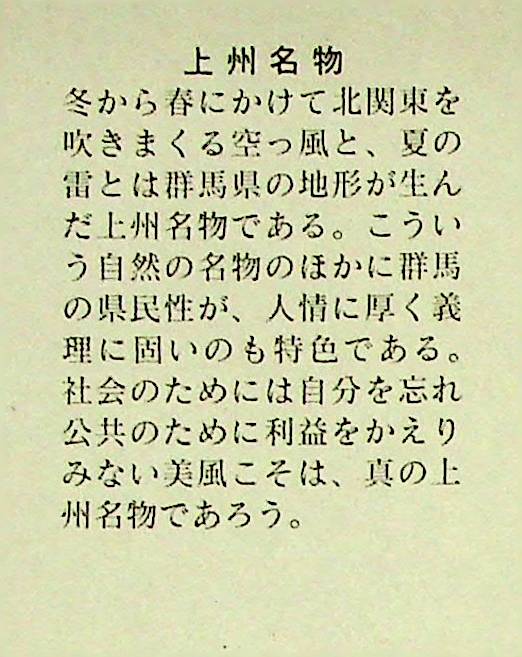 上州名物
冬から春にかけて北関東を
吹きまくる空っ風と、夏の
雷とは群馬県の地形が生ん
だ上州名物である。こうい
う自然の名物のほかに群馬
の県民性が、人情に厚く義
理に固いのも特色である。
社会のためには自分を忘れ
公共のために利益をかえり
みない美風こそは、真の上
州名物であろう。